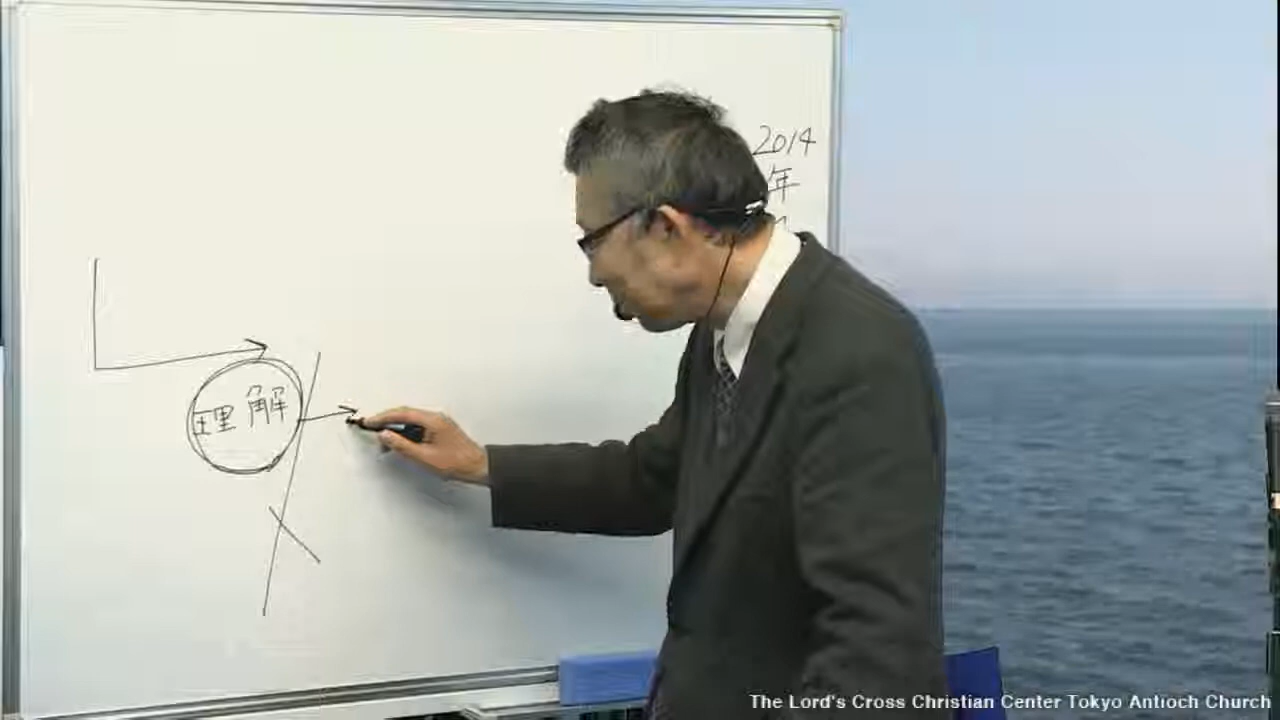 2014
年
理解
The Lord's Cross Christian Center Tokyo Antioch Church